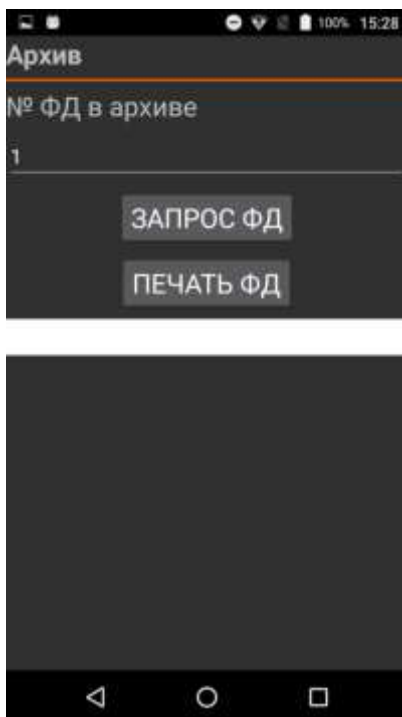 100% 15:28
Архив
№ ФД в архиве
1
ЗАПРОС ФД
ПЕЧАТЬ ФД